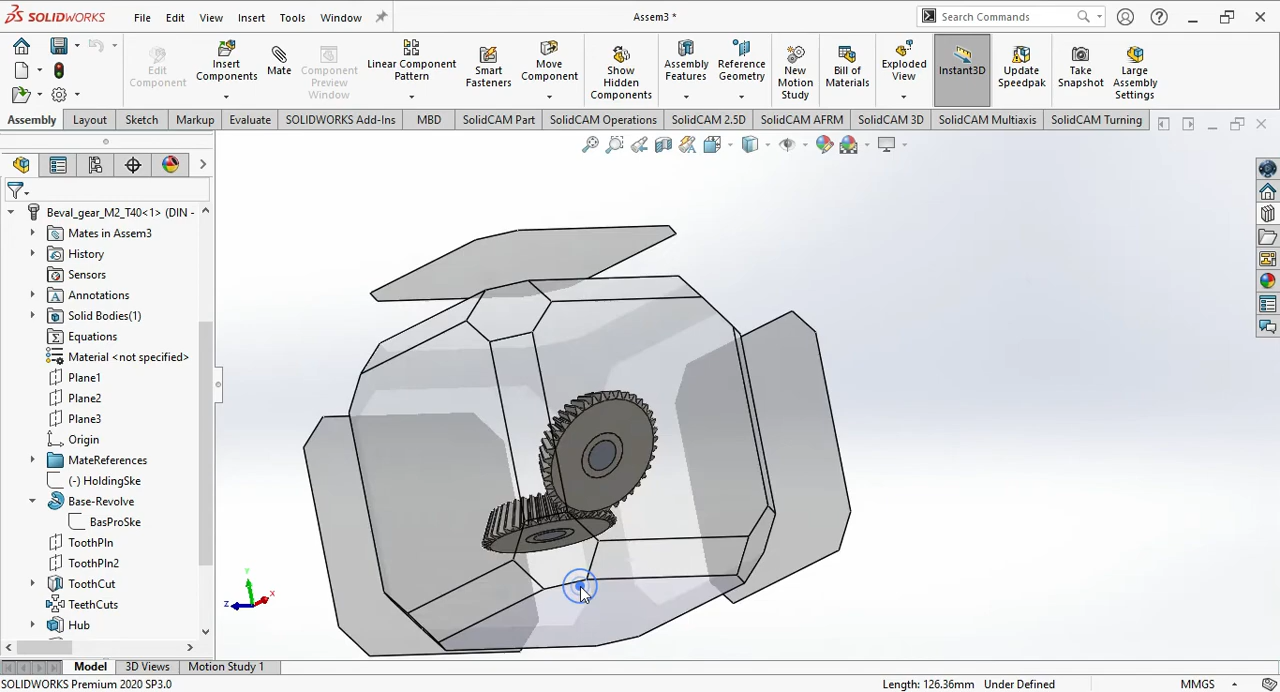 SOLIDWORKS
File
Edit
View
Insert
Tools
Window
Assem3 *
Search Commands
Edit
Component
Insert
Components
Mate
Component
Preview
Window
Linear Component
Pattern
Smart
Fasteners
Move
Component
Show
Hidden
Components
Assembly
Features
Reference
Geometry
New
Motion
Study
Bill of
Materials
Exploded
View
Instant3D
Update
Speedpak
Take
Snapshot
Large
Assembly
Settings
Assembly
Layout
Sketch
Markup
Evaluate
SOLIDWORKS Add-Ins
MBD
SolidCAM Part
SolidCAM Operations
SolidCAM 2.5D
SolidCAM AFRM
SolidCAM 3D
SolidCAM Multiaxis
SolidCAM Turning
Beval_gear_M2_T40<1> (DIN -
Mates in Assem3
History
Sensors
Annotations
Solid Bodies(1)
Equations
Material <not specified>
Plane1
Plane2
Plane3
Origin
MateReferences
(-) HoldingSke
Base-Revolve
BasProSke
ToothPln
ToothPln2
ToothCut
TeethCuts
Hub
Y
Z
X
Model
3D Views
Motion Study 1
SOLIDWORKS Premium 2020 SP3.0
Length: 126.36mm
Under Defined
MMGS